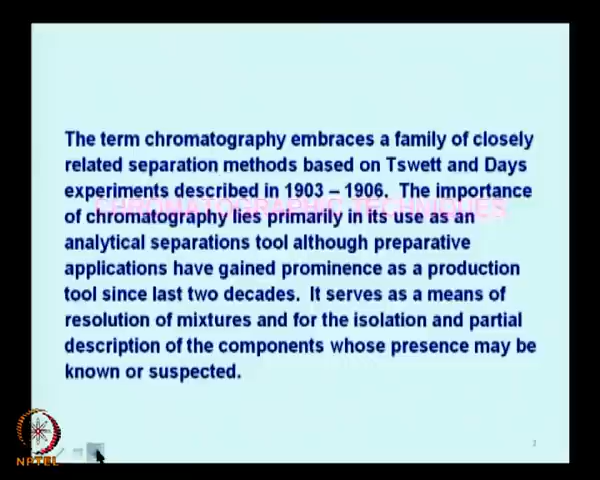 The term chromatography embraces a family of closely
related separation methods based on Tswett and Days
experiments described in 1903 – 1906. The importance
CHROMATOGRAPHIC TECHNIQUES
of chromatography lies primarily in its use as an
analytical separations tool although preparative
applications have gained prominence as a production
tool since last two decades. It serves as a means of
resolution of mixtures and for the isolation and partial
description of the components whose presence may be
known or suspected.
2
NPTEL